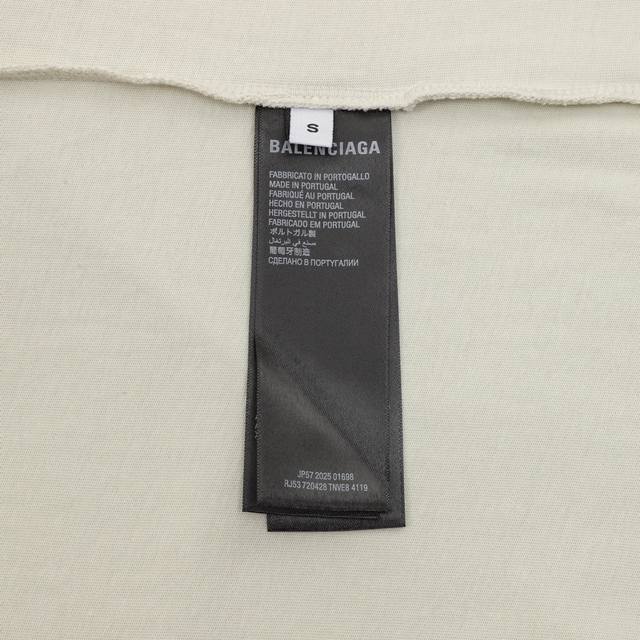 S
BALENCIAGA
FABBRICATO IN PORTOGALLO
MADE IN PORTUGAL
FABRIQUÉ AU PORTUGAL
HECHO EN PORTUGAL
HERGESTELLT IN PORTUGAL
FABRICADO EM PORTUGAL
ポルトガル製
صنع في البرتغال
葡萄牙制造
СДЕЛАНО В ПОРТУГАЛИИ
JP57 2025 01698
RJ53 720428 TNVE8 4119